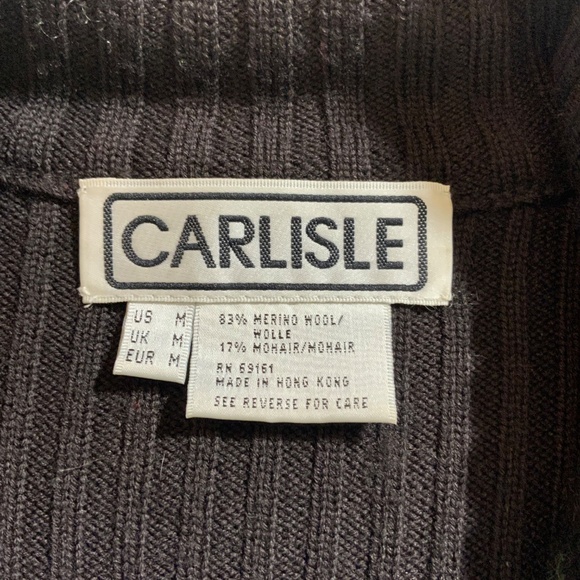 CARLISLE
US M
UK M
EUR M
83% MERINO WOOL/
WOLLE
17% MOHAIR/MOHAIR
RN 69161
MADE IN HONG KONG
SEE REVERSE FOR CARE